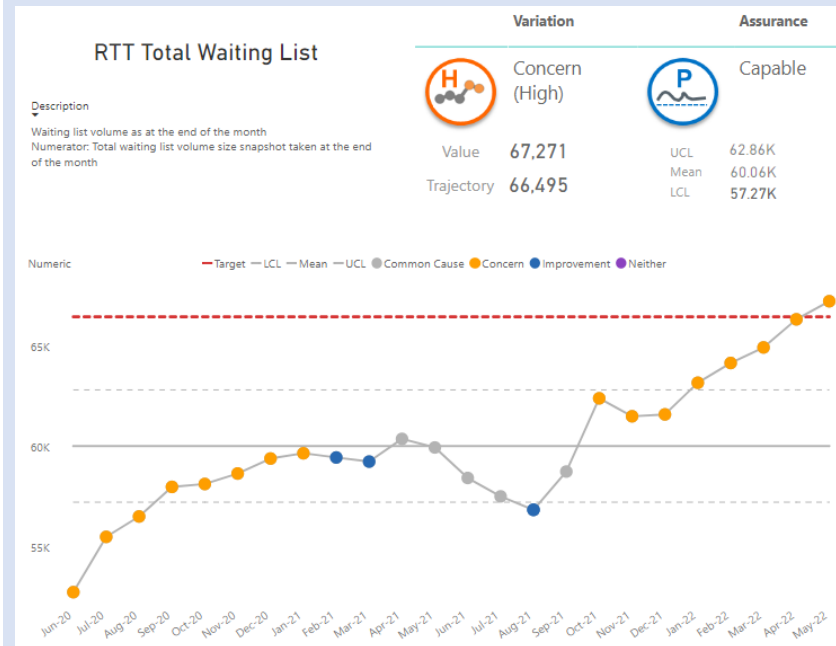 Variation
Assurance
RTT Total Waiting List
H
Concern
(High)
P
Capable
Description
Waiting list volume as at the end of the month
Numerator: Total waiting list volume size snapshot taken at the end
of the month
Value 67,271
Trajectory 66,495
UCL 62.86K
Mean 60.06K
LCL 57.27K
Numeric
Target LCL Mean UCL Common Cause Concern Improvement Neither
65K
60K
55K
Jun-20 Jul-20 Aug-20 Sep-20 Oct-20 Nov-20 Dec-20 Jan-21 Feb-21 Mar-21 Apr-21 May-21 Jun-21 Jul-21 Aug-21 Sep-21 Oct-21 Nov-21 Dec-21 Jan-22 Feb-22 Mar-22 Apr-22 May-22